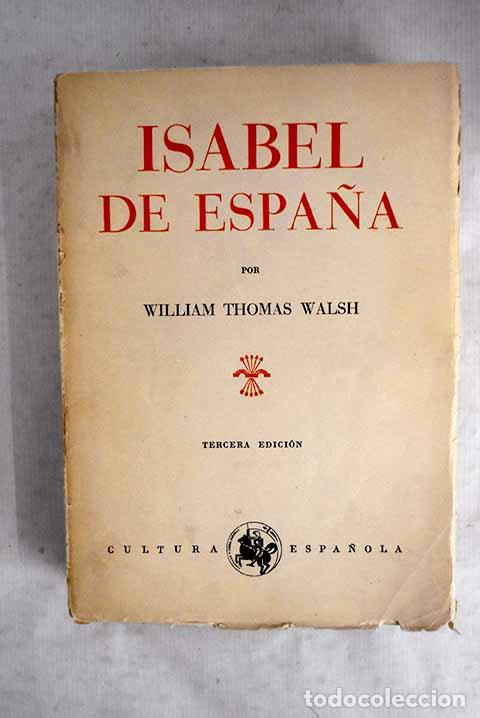 ISABEL
DE ESPAÑA
POR
WILLIAM THOMAS WALSH
TERCERA EDICIÓN
CULTURA ESPAÑOLA
todocoleccion